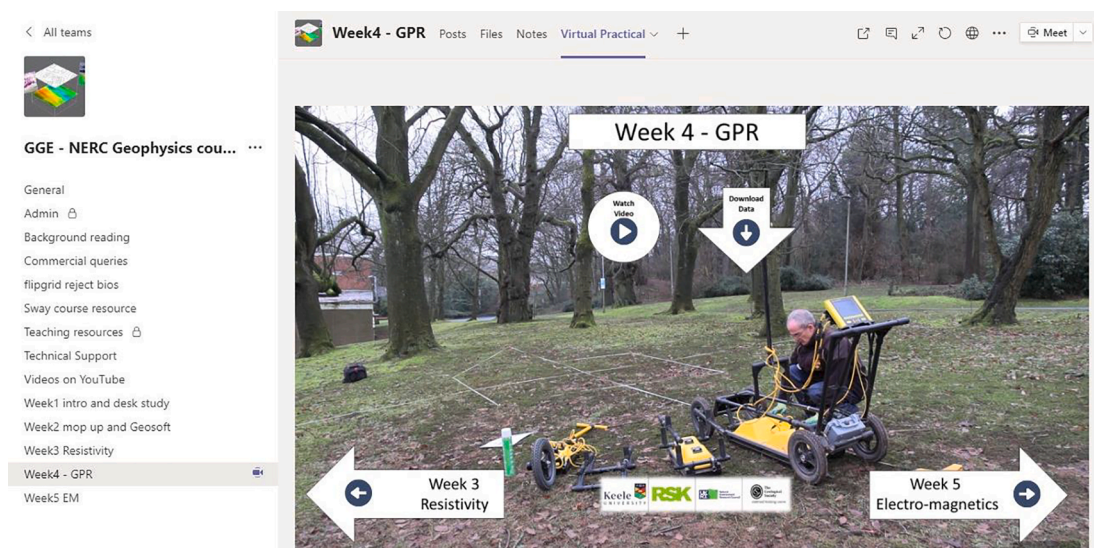 All teams
GGE - NERC Geophysics cou... ...
General
Admin
Background reading
Commercial queries
flipgrid reject bios
Sway course resource
Teaching resources
Technical Support
Videos on YouTube
Week1 intro and desk study
Week2 mop up and Geosoft
Week3 Resistivity
Week4 - GPR
Week5 EM
Week4 - GPR Posts Files Notes Virtual Practical + ... Meet
Week 4 - GPR
Watch
Video
Download
Data
Week 3
Resistivity
Keele
UNIVERSITY
RSK
The
Geological
Society
Week 5
Electro-magnetics